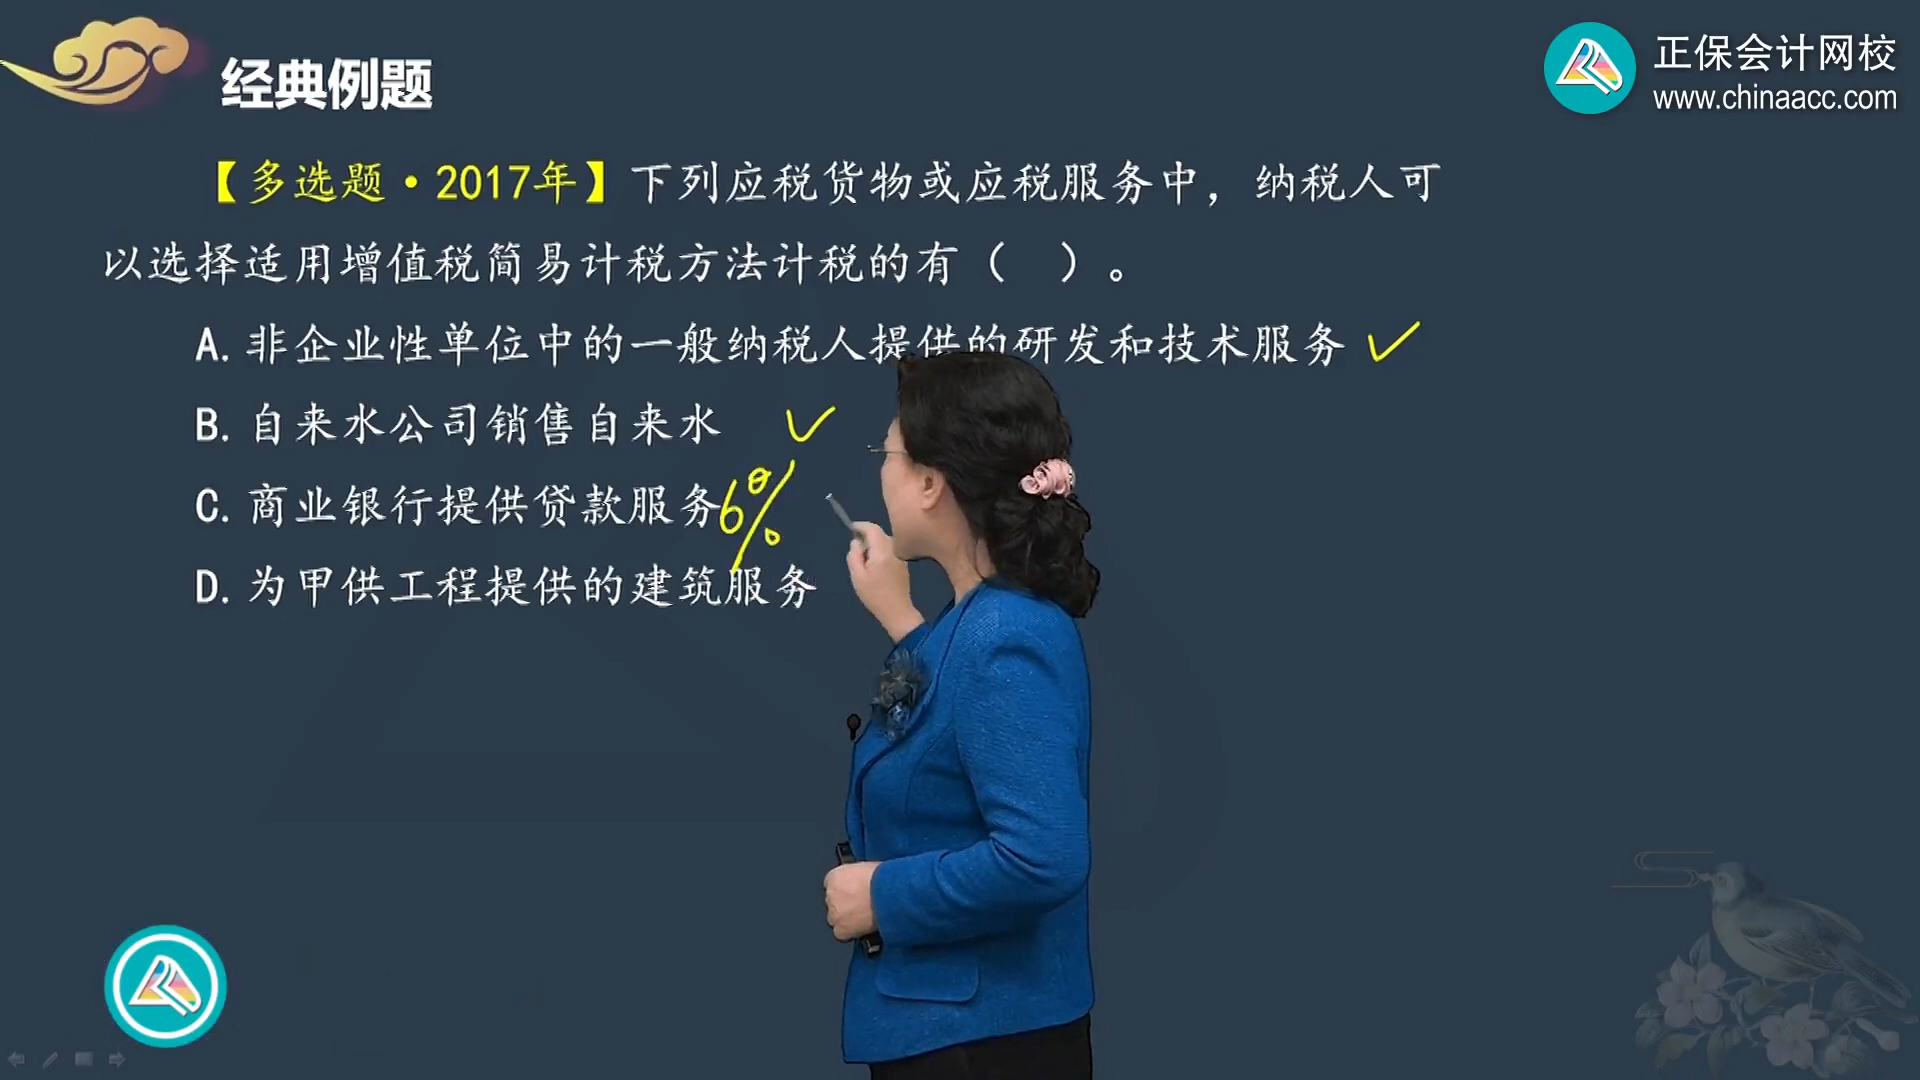 经典例题
正保会计网校
www.chinaacc.com
【多选题·2017年】下列应税货物或应税服务中，纳税人可
以选择适用增值税简易计税方法计税的有（ ）。
A.非企业性单位中的一般纳税人提供的研发和技术服务
B.自来水公司销售自来水
C.商业银行提供贷款服务 6%
D.为甲供工程提供的建筑服务